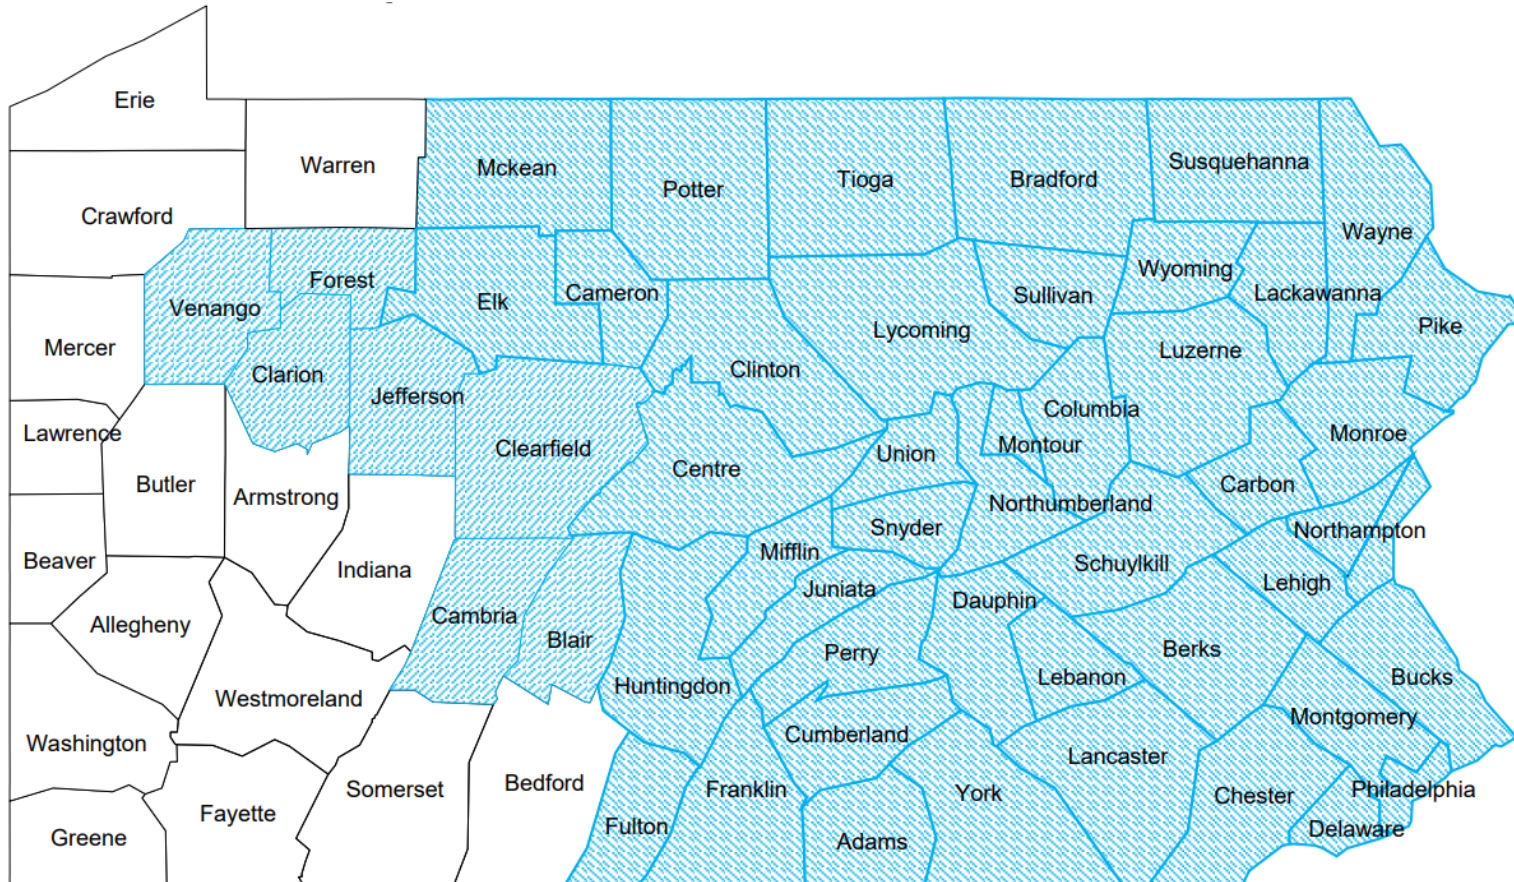 Erie
Warren
Mckean
Susquehanna
Tioga
Bradford
Potter
Crawford
Wayne
Wyoming
Forest
Cameron
Lackawanna
Sullivan
Elk
Venango
Pike
Lycoming
Mercer
Luzerne
Clinton
Clarion
Jefferson
Columbia
Lawrence
Monroe
Montour
Clearfield
Union
Centre
Butler
Carbon
Armstrong
Northumberland
Snyder
Northampton
Mifflin
Beaver
Schuylkill
Indiana
Lehigh
Juniata
Dauphin
Cambria
Allegheny
Blair
Berks
Perry
Lebanon
Bucks
Huntingdon
Westmoreland
Montgomery
Cumberland
Washington
Lancaster
Bedford
Somerset
Franklin
Philadelphia
York
Chester
Fayette
Fulton
Delaware
Greene
Adams